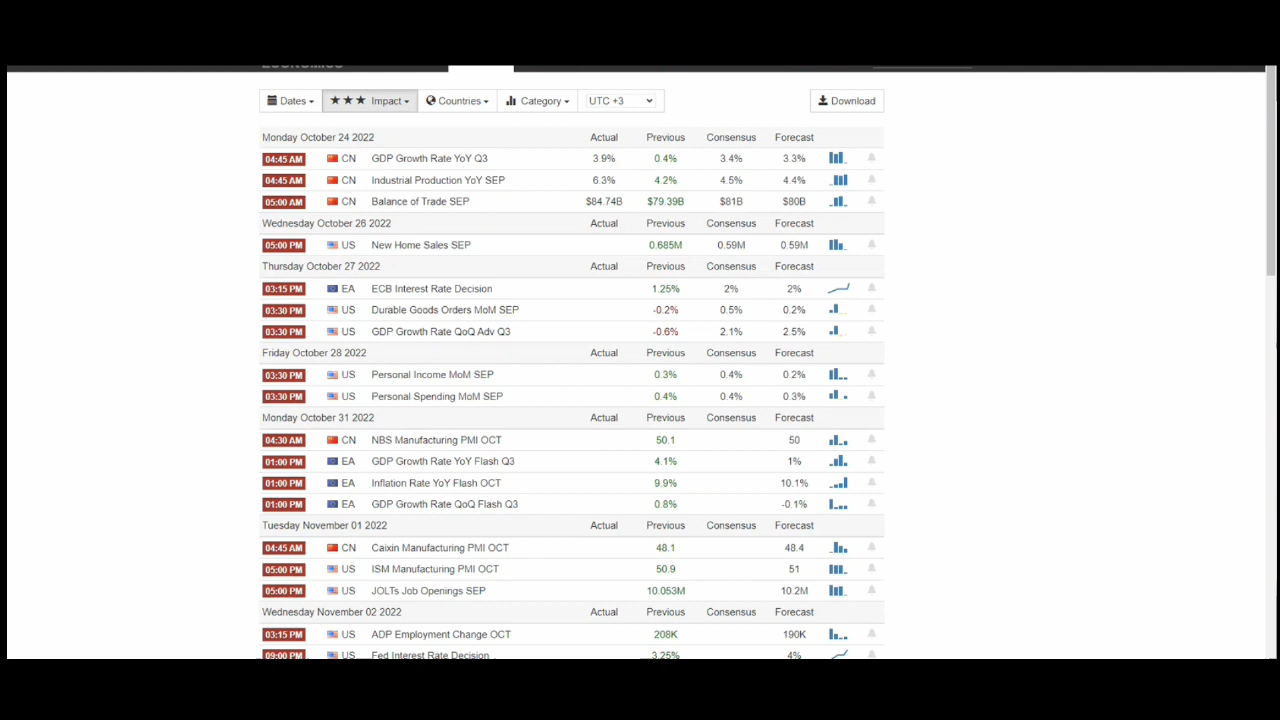 Dates ★★★ Impact Countries Category UTC +3 Download
Monday October 24 2022 Actual Previous Consensus Forecast
04:45 AM CN GDP Growth Rate YoY Q3 3.9% 0.4% 3.4% 3.3%
04:45 AM CN Industrial Production YoY SEP 6.3% 4.2% 4.5% 4.4%
05:00 AM CN Balance of Trade SEP $84.74B $79.39B $81B $80B
Wednesday October 26 2022
05:00 PM US New Home Sales SEP 0.685M 0.59M 0.59M
Thursday October 27 2022 Actual Previous Consensus Forecast
03:15 PM EA ECB Interest Rate Decision 1.25% 2% 2%
03:30 PM US Durable Goods Orders MoM SEP -0.2% 0.5% 0.2%
03:30 PM US GDP Growth Rate QoQ Adv Q3 -0.6% 2.1% 2.5%
Friday October 28 2022 Actual Previous Consensus Forecast
03:30 PM US Personal Income MoM SEP 0.3% 0.4% 0.2%
03:30 PM US Personal Spending MoM SEP 0.4% 0.4% 0.3%
Monday October 31 2022 Actual Previous Consensus Forecast
04:30 AM CN NBS Manufacturing PMI OCT 50.1 50
01:00 PM EA GDP Growth Rate YoY Flash Q3 4.1% 1%
01:00 PM EA Inflation Rate YoY Flash OCT 9.9% 10.1%
01:00 PM EA GDP Growth Rate QoQ Flash Q3 0.8% -0.1%
Tuesday November 01 2022 Actual Previous Consensus Forecast
04:45 AM CN Caixin Manufacturing PMI OCT 48.1 48.4
05:00 PM US ISM Manufacturing PMI OCT 50.9 51
05:00 PM US JOLTs Job Openings SEP 10.053M 10.2M
Wednesday November 02 2022 Actual Previous Consensus Forecast
03:15 PM US ADP Employment Change OCT 208K 190K
09:00 PM US Fed Interest Rate Decision 3.25% 4%